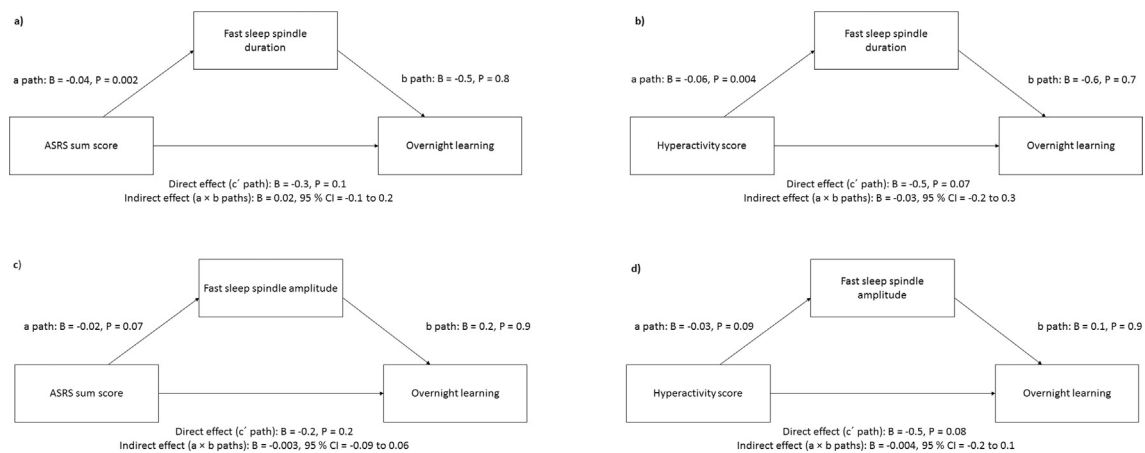 a)
Fast sleep spindle
duration
a path: B = -0.04, P = 0.002
b path: B = -0.5, P = 0.8
ASRS sum score
Overnight learning
Direct effect (c´ path): B = -0.3, P = 0.1
Indirect effect (a × b paths): B = 0.02, 95 % CI = -0.1 to 0.2
b)
Fast sleep spindle
duration
a path: B = -0.06, P = 0.004
b path: B = -0.6, P = 0.7
Hyperactivity score
Overnight learning
Direct effect (c´ path): B = -0.5, P = 0.07
Indirect effect (a × b paths): B = -0.03, 95 % CI = -0.2 to 0.3
c)
Fast sleep spindle amplitude
a path: B = -0.02, P = 0.07
b path: B = 0.2, P = 0.9
ASRS sum score
Overnight learning
Direct effect (c´ path): B = -0.2, P = 0.2
Indirect effect (a × b paths): B = -0.003, 95 % CI = -0.09 to 0.06
d)
Fast sleep spindle
amplitude
a path: B = -0.03, P = 0.09
b path: B = 0.1, P = 0.9
Hyperactivity score
Overnight learning
Direct effect (c´ path): B = -0.5, P = 0.08
Indirect effect (a × b paths): B = -0.004, 95 % CI = -0.2 to 0.1